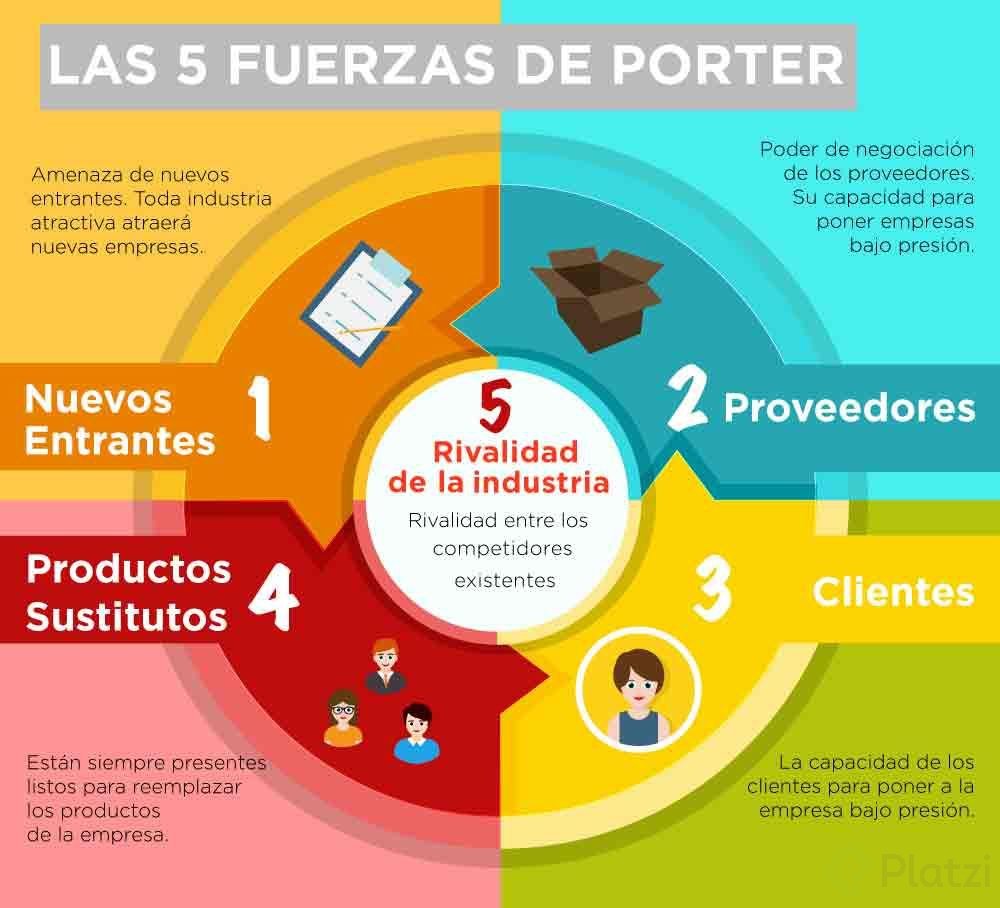 LAS 5 FUERZAS DE PORTER
Amenaza de nuevos
entrantes. Toda industria
atractiva atraerá
nuevas empresas.
Poder de negociación
de los proveedores.
Su capacidad para
poner empresas
bajo presión.
Nuevos
Entrantes
1
2
Proveedores
5
Rivalidad
de la industria
Rivalidad entre los
competidores
existentes
Productos
Sustitutos
4
3
Clientes
Están siempre presentes
listos para reemplazar
los productos
de la empresa.
La capacidad de los
clientes para poner a la
empresa bajo presión.
Platzi